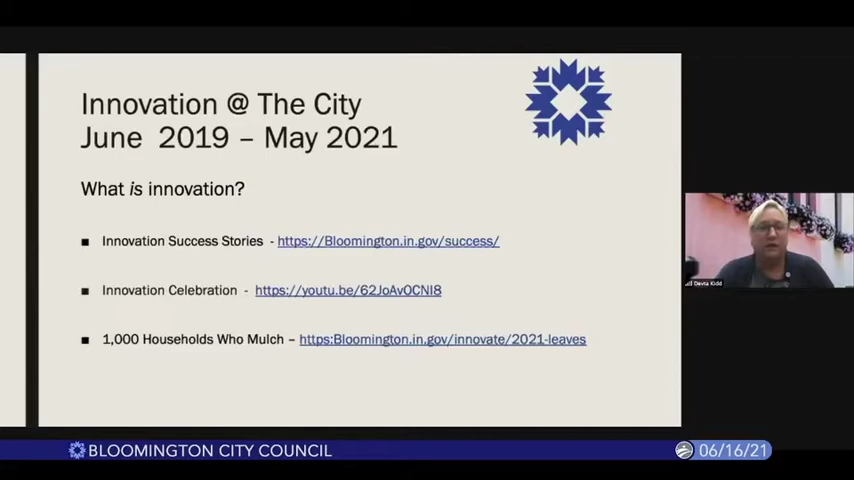 Innovation @ The City
June 2019 – May 2021
What is innovation?
■ Innovation Success Stories - https://Bloomington.in.gov/success/
■ Innovation Celebration - https://youtu.be/62JoAvOCNI8
■ 1,000 Households Who Mulch – https:Bloomington.in.gov/innovate/2021-leaves
Devta Kidd
BLOOMINGTON CITY COUNCIL
06/16/21